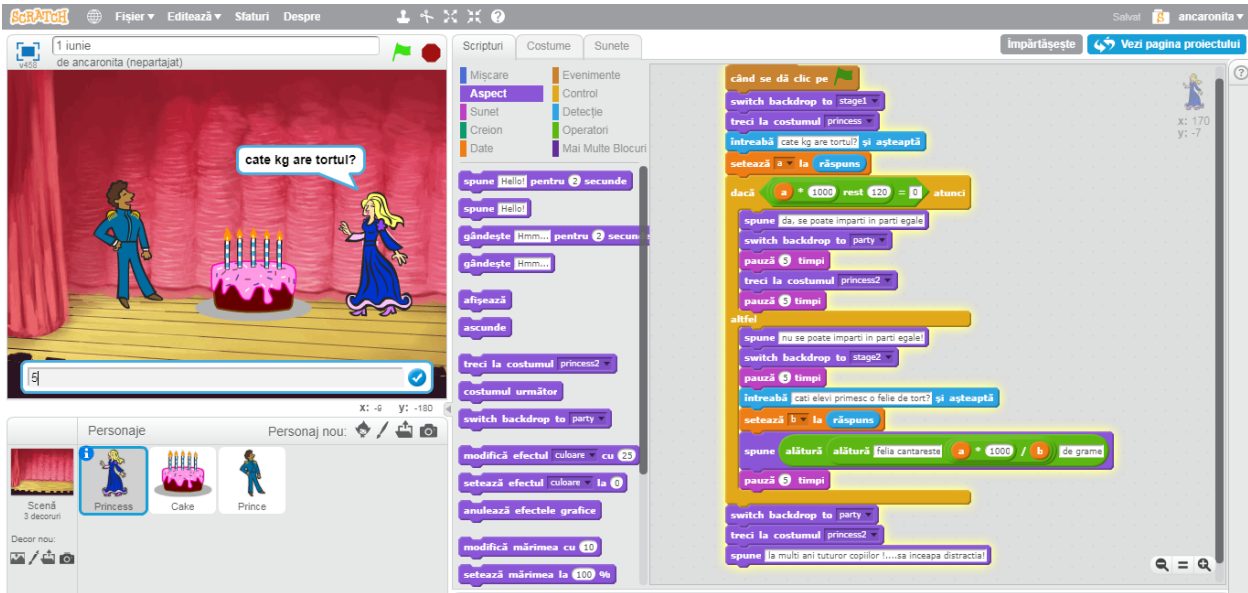 SCRATCH Fișier ▾ Editează ▾ Sfaturi Despre Salvat ancaronita ▾
v458 1 iunie
de ancaronita (nepartajat)
cate kg are tortul?
5
x: -9 y: -180
Personaje Personaj nou:
Scenă
3 decoruri
Decor nou:
Princess
Cake
Prince
Scripturi Costume Sunete
Împărtășește Vezi pagina proiectului
Mișcare Evenimente
Aspect Control
Sunet Detecție
Creion Operatori
Date Mai Multe Blocuri
spune Hello! pentru 2 secunde
spune Hello!
gândește Hmm... pentru 2 secun
gândește Hmm...
afișează
ascunde
treci la costumul princess2
costumul următor
switch backdrop to party
modifică efectul culoare cu 25
setează efectul culoare la 0
anulează efectele grafice
modifică mărimea cu 10
setează mărimea la 100 %
când se dă clic pe
switch backdrop to stage1
treci la costumul princess
întreabă cate kg are tortul? și așteaptă
setează a la răspuns
dacă a * 1000 rest 120 = 0 atunci
spune da, se poate imparti in parti egale
switch backdrop to party
pauză 5 timpi
treci la costumul princess2
pauză 5 timpi
altfel
spune nu se poate imparti in parti egale!
switch backdrop to stage2
pauză 5 timpi
întreabă cati elevi primesc o felie de tort? și așteaptă
setează b la răspuns
spune alătură alătură felia cantareste a * 1000 / b de grame
pauză 5 timpi
switch backdrop to party
treci la costumul princess2
spune la multi ani tuturor copiilor !....sa inceapa distractia!
x: 170
y: -7